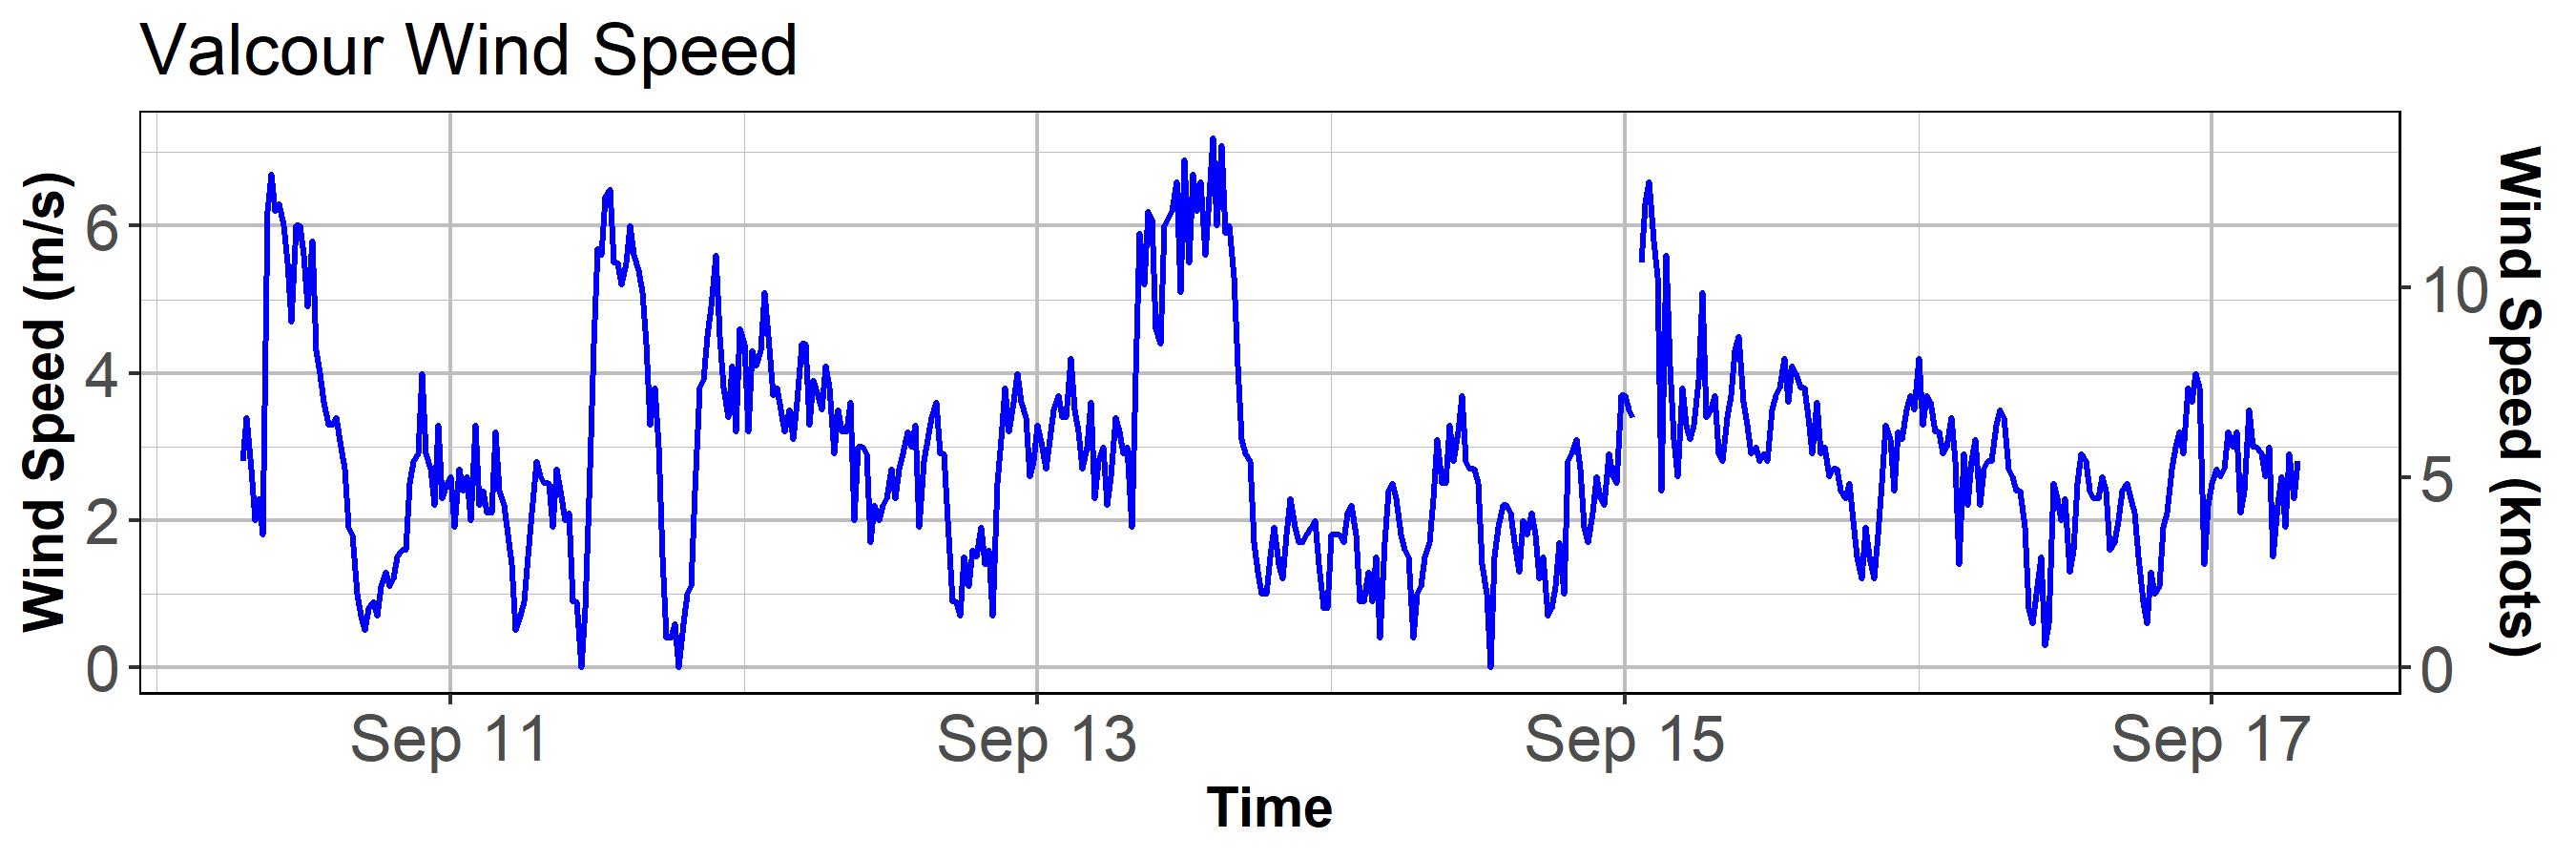 Valcour Wind Speed
Wind Speed (m/s)
6
4
2
0
10
5
0
Wind Speed (knots)
Sep 11
Sep 13
Sep 15
Sep 17
Time